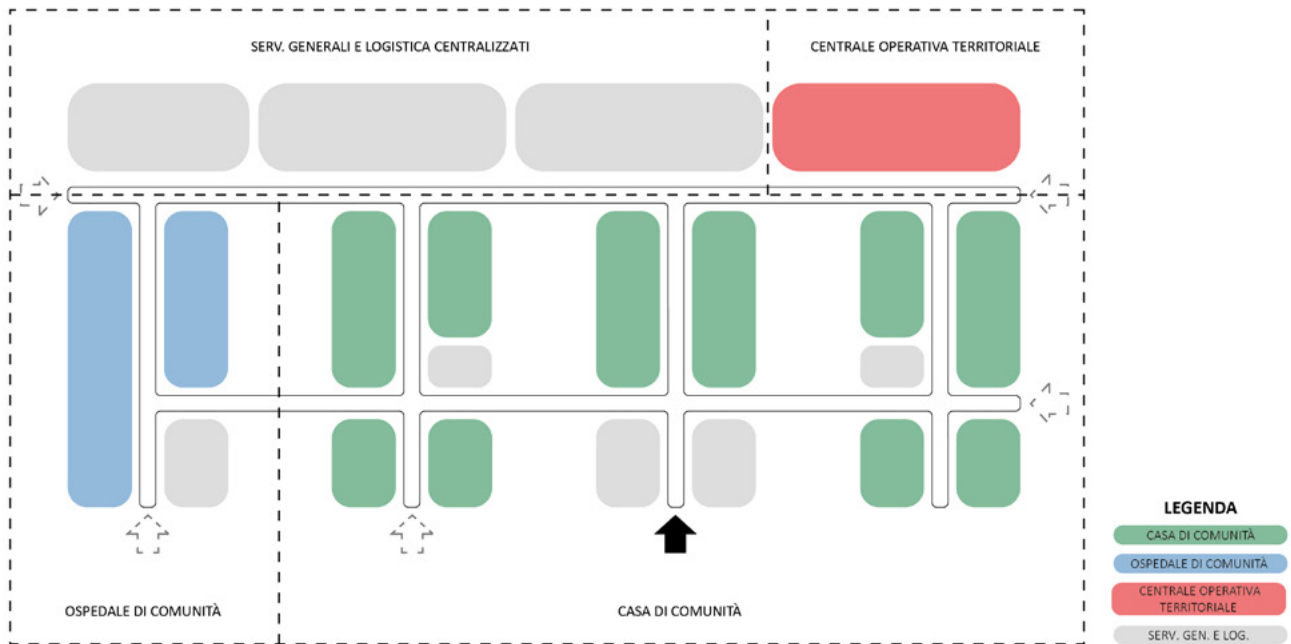 SERV. GENERALI E LOGISTICA CENTRALIZZATI
CENTRALE OPERATIVA TERRITORIALE
OSPEDALE DI COMUNITÀ
CASA DI COMUNITÀ
LEGENDA
CASA DI COMUNITÀ
OSPEDALE DI COMUNITÀ
CENTRALE OPERATIVA
TERRITORIALE
SERV. GEN. E LOG.